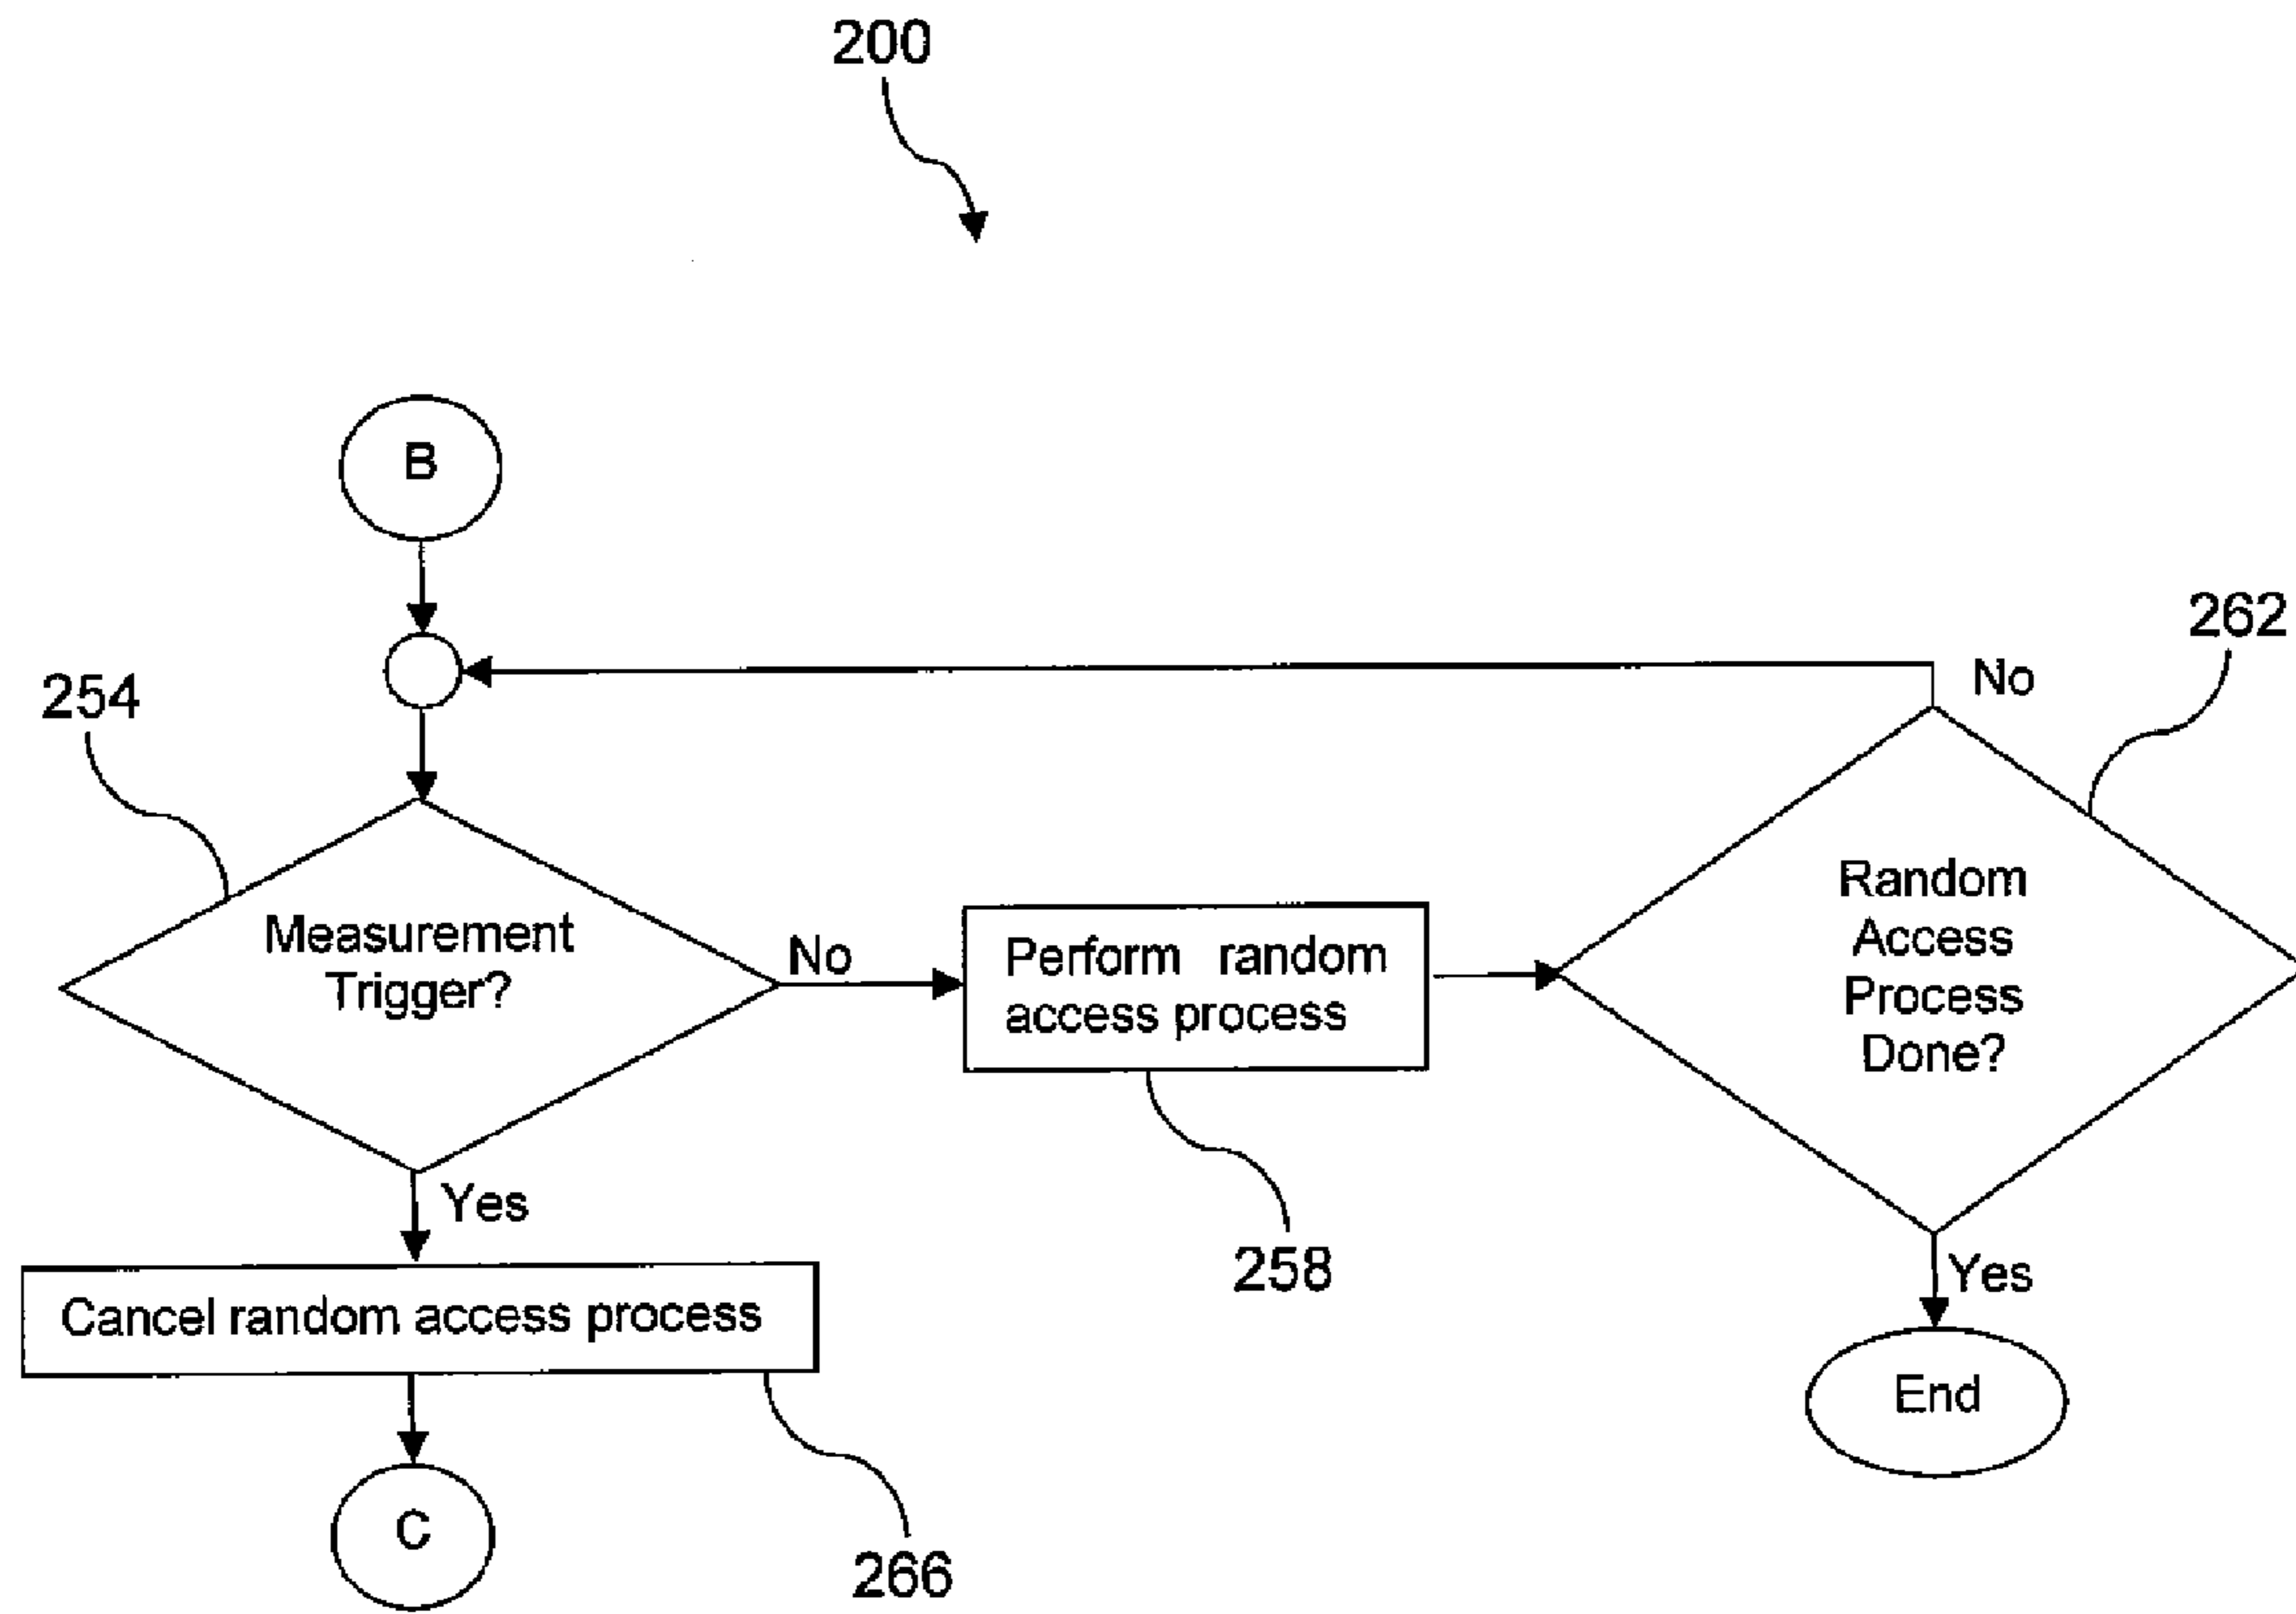 200
B
262
No
254
Measurement
Trigger?
No
Perform random
access process
Random
Access
Process
Done?
Yes
258
Yes
Cancel random access process
End
C
266